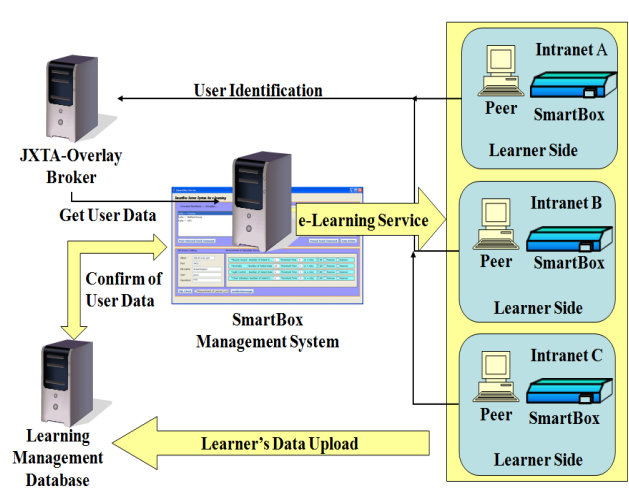 User Identification
JXTA-Overlay
Broker
Get User Data
e-Learning Service
Confirm of
User Data
SmartBox
Management System
Learning
Management
Database
Learner's Data Upload
Intranet A
Peer
SmartBox
Learner Side
Intranet B
Peer
SmartBox
Learner Side
Intranet C
Peer
SmartBox
Learner Side